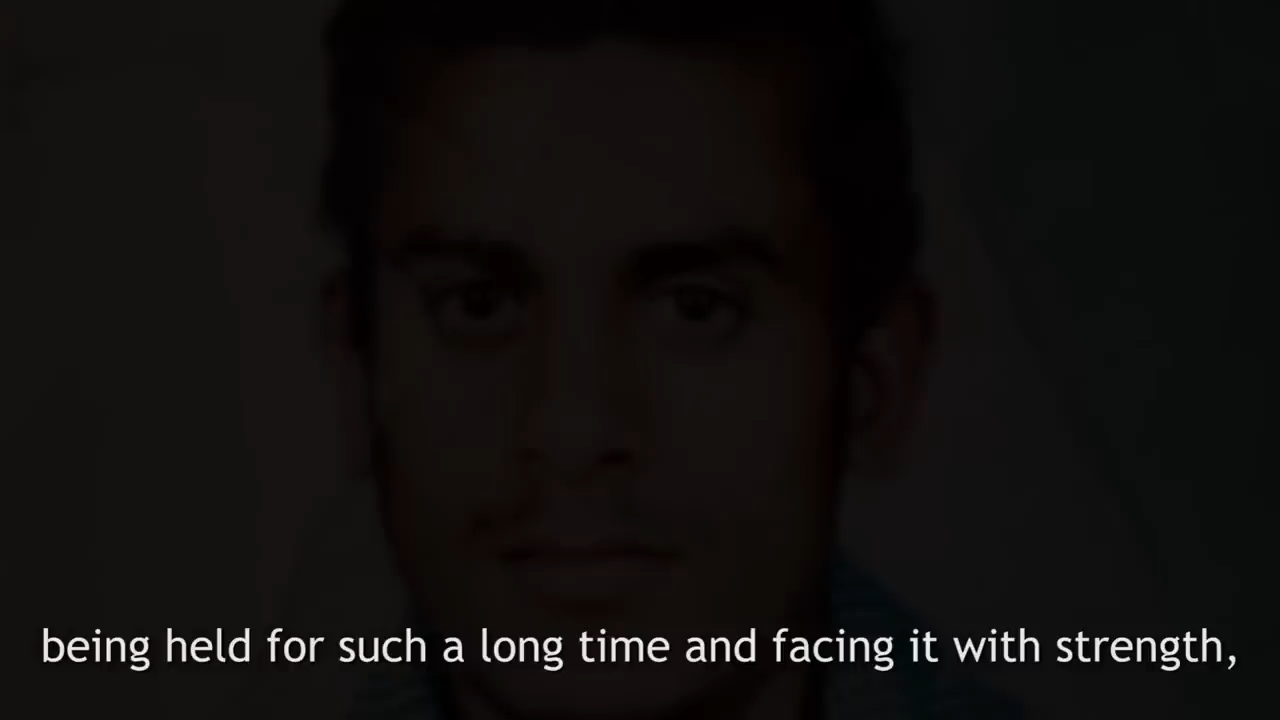 being held for such a long time and facing it with strength,